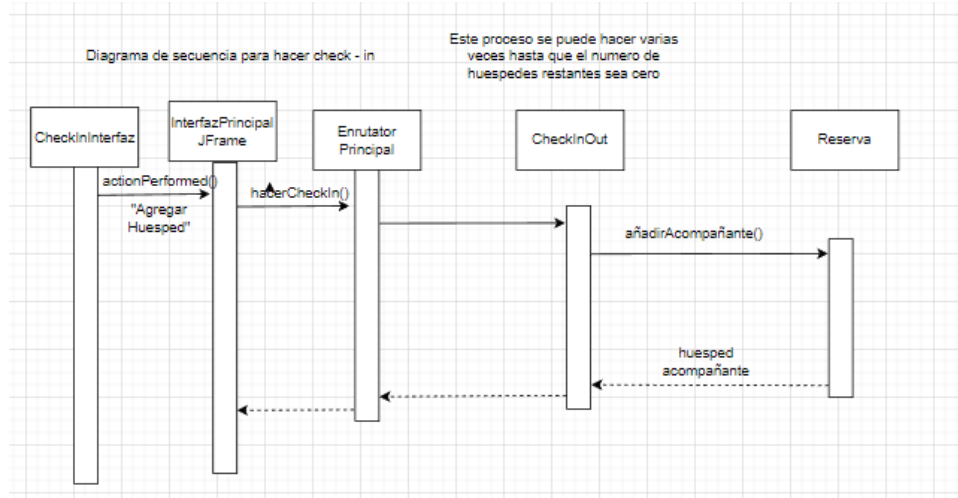 Diagrama de secuencia para hacer check - in
Este proceso se puede hacer varias
veces hasta que el numero de
huespedes restantes sea cero
CheckInInterfaz
InterfazPrincipal
JFrame
Enrutator
Principal
CheckInOut
Reserva
actionPerformed()
"Agregar
Huesped"
hacerCheckIn()
añadirAcompañante()
huesped
acompañante